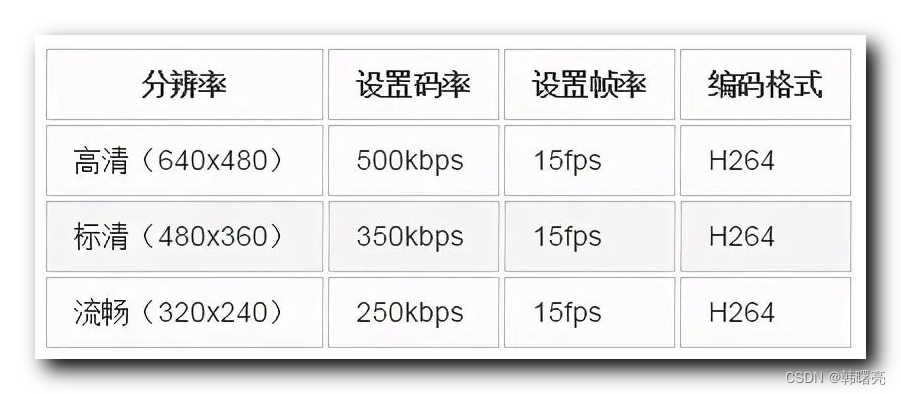 分辨率 设置码率 设置帧率 编码格式
高清（640x480） 500kbps 15fps H264
标清（480x360） 350kbps 15fps H264
流畅（320x240） 250kbps 15fps H264
CSDN @韩曙亮